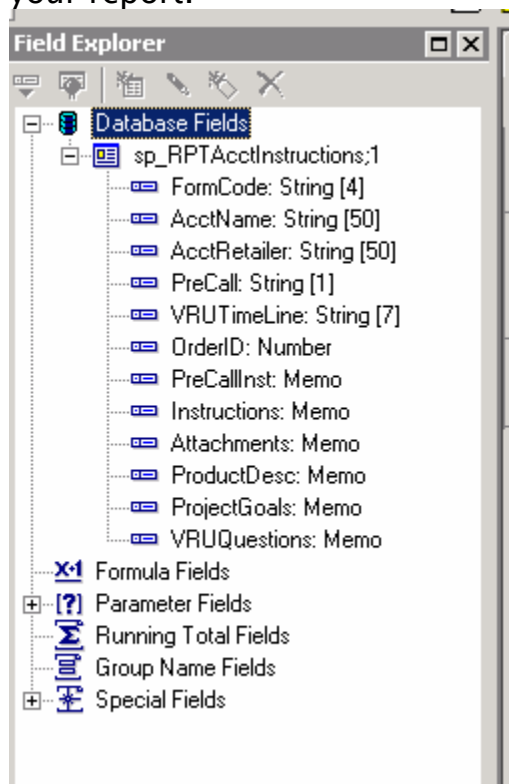 your report.
Field Explorer
Database Fields
sp_RPTAcctInstructions;1
FormCode: String [4]
AcctName: String [50]
AcctRetailer: String [50]
PreCall: String [1]
VRUTimeLine: String [7]
OrderID: Number
PreCallInst: Memo
Instructions: Memo
Attachments: Memo
ProductDesc: Memo
ProjectGoals: Memo
VRUQuestions: Memo
X+1 Formula Fields
[?] Parameter Fields
Σ Running Total Fields
Group Name Fields
Special Fields